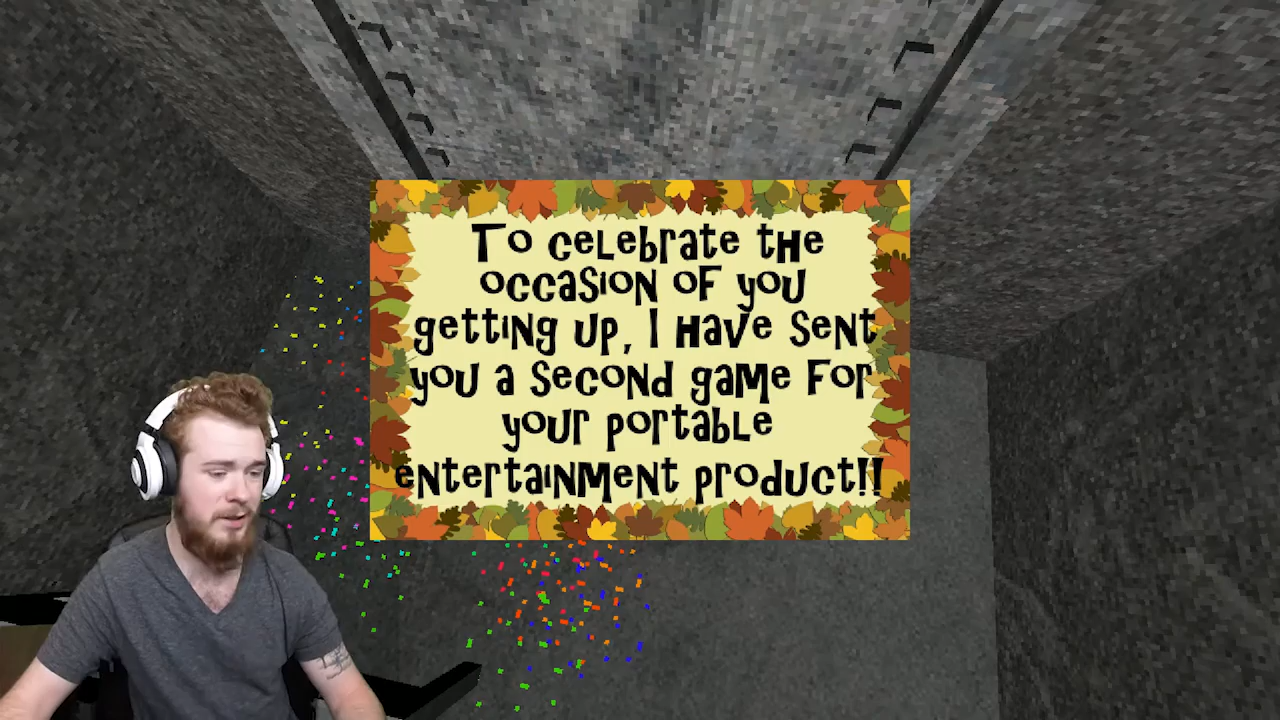 To celebrate the
occasion of you
getting up, I have sent
you a second game for
your portable
entertainment product!!